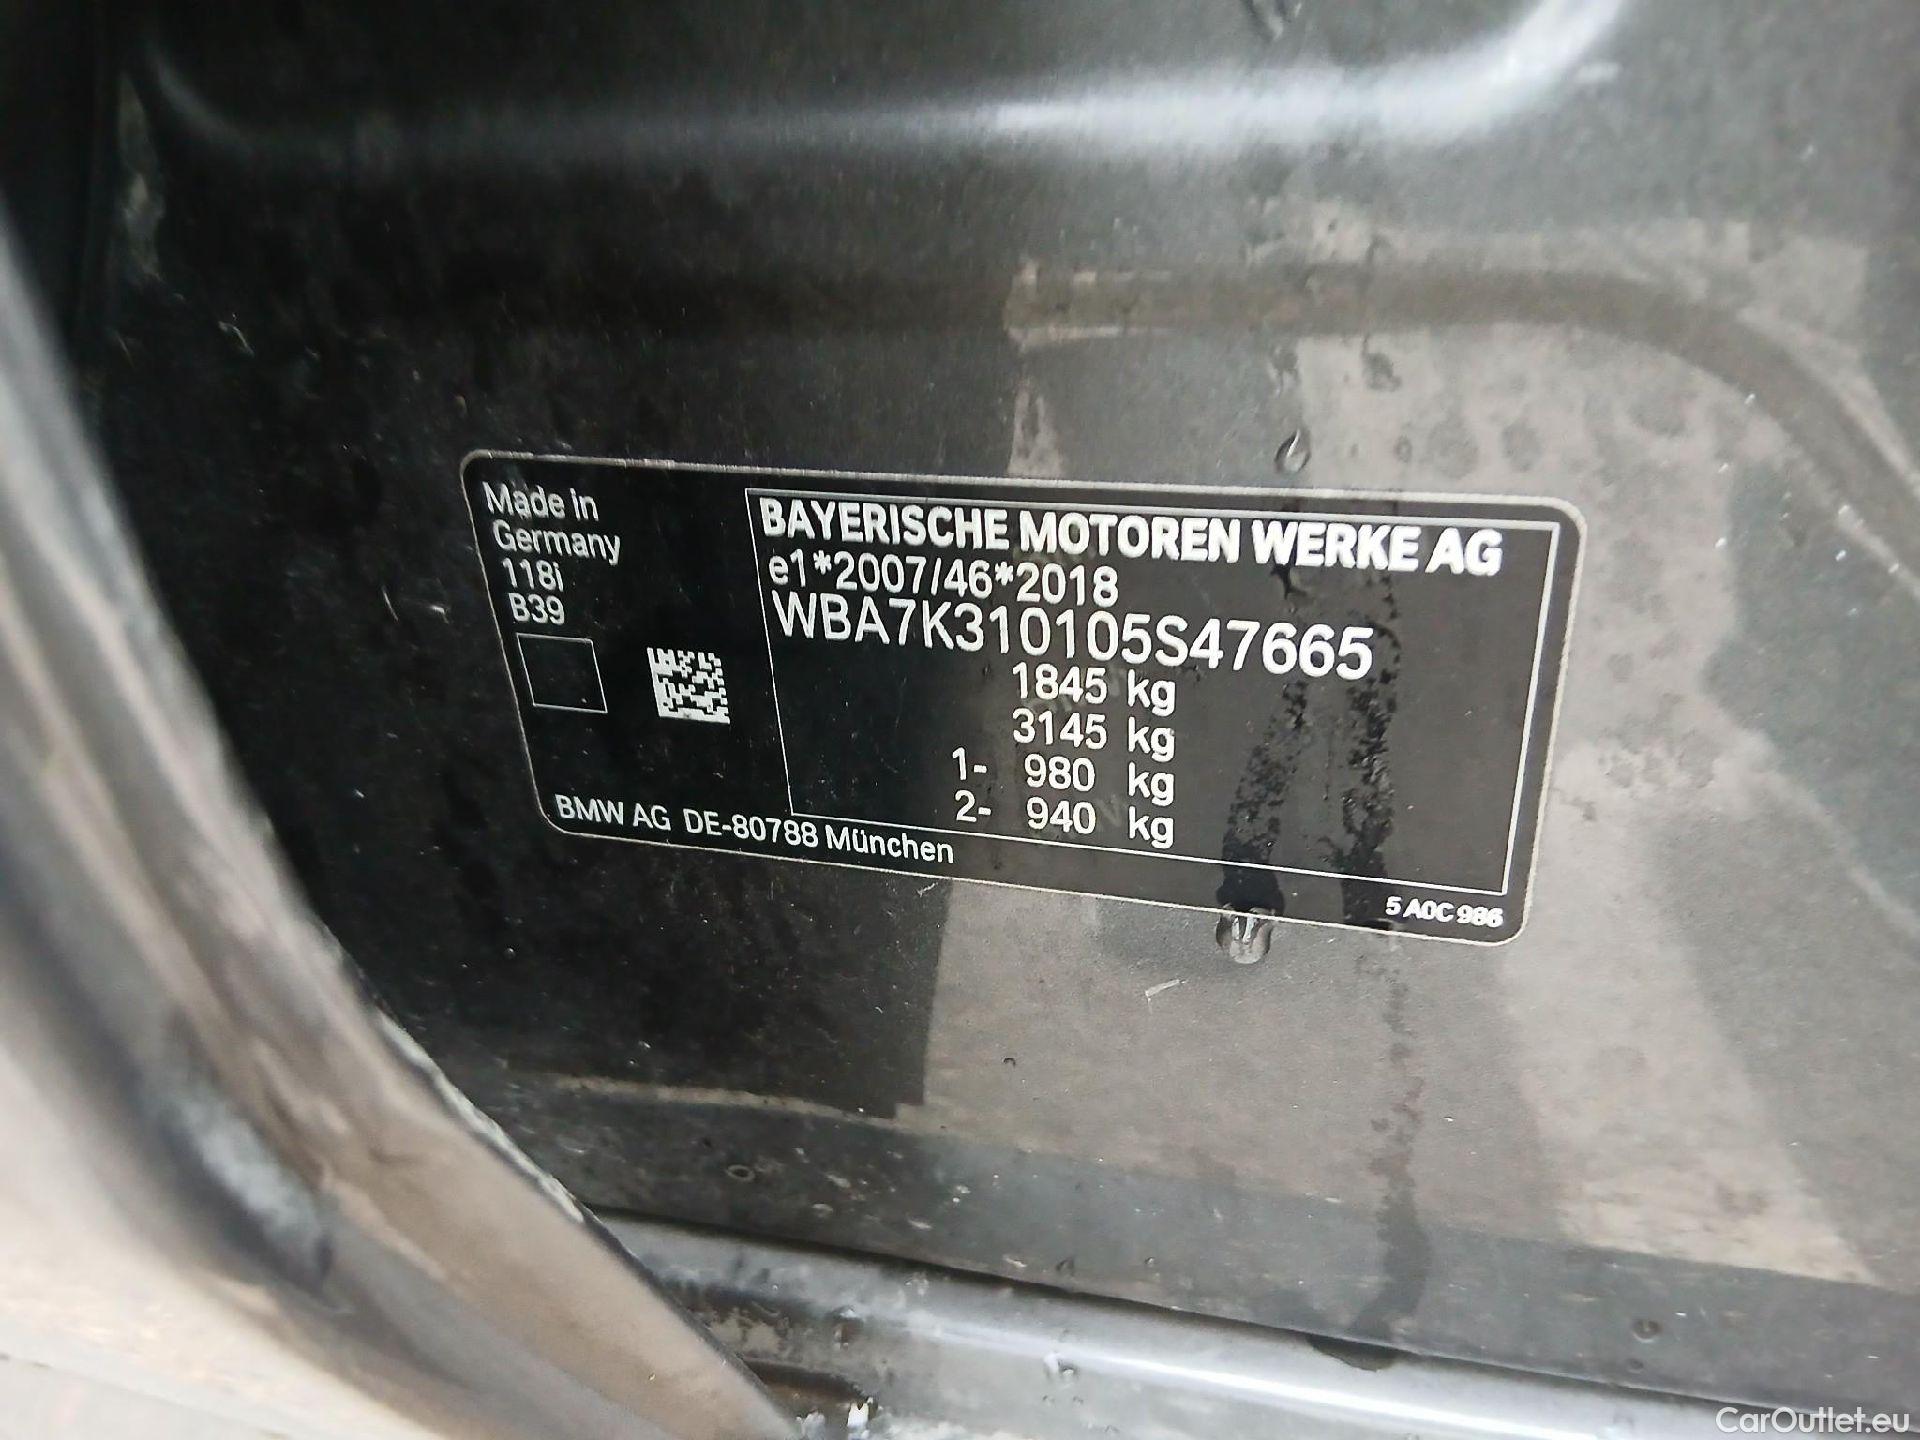 Made in
Germany
118i
B39
BAYERISCHE MOTOREN WERKE AG
e1*2007/46*2018
WBA7K310105S47665
1845 kg
3145 kg
1- 980 kg
2- 940 kg
BMW AG DE-80788 München
5 A0C 986
CarOutlet.eu